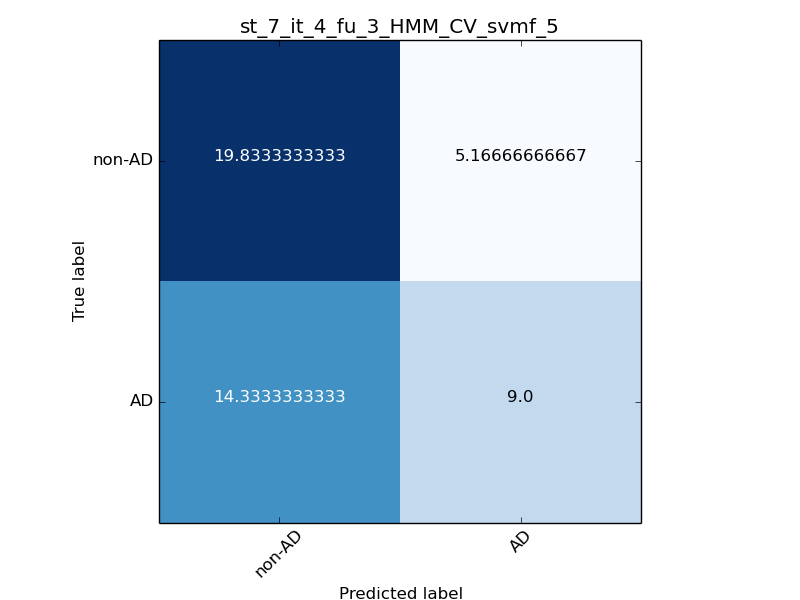 st_7_it_4_fu_3_HMM_CV_svmf_5
non-AD
19.8333333333
5.16666666667
True label
AD
14.3333333333
9.0
non-AD
AD
Predicted label